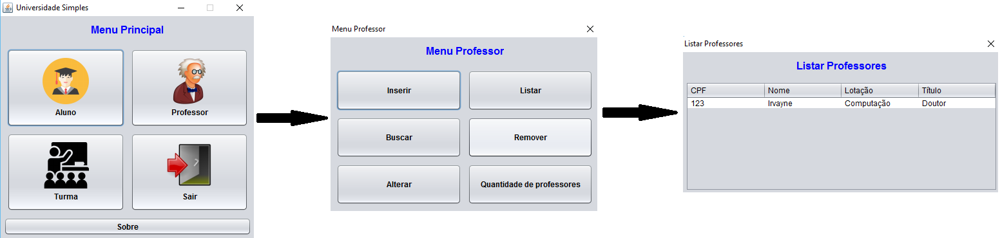 Universidade Simples
Menu Principal
Aluno
Professor
Turma
Sair
Sobre
Menu Professor
Menu Professor
Inserir
Listar
Buscar
Remover
Alterar
Quantidade de professores
Listar Professores
Listar Professores
CPF Nome Lotação Título
123 Irvayne Computação Doutor